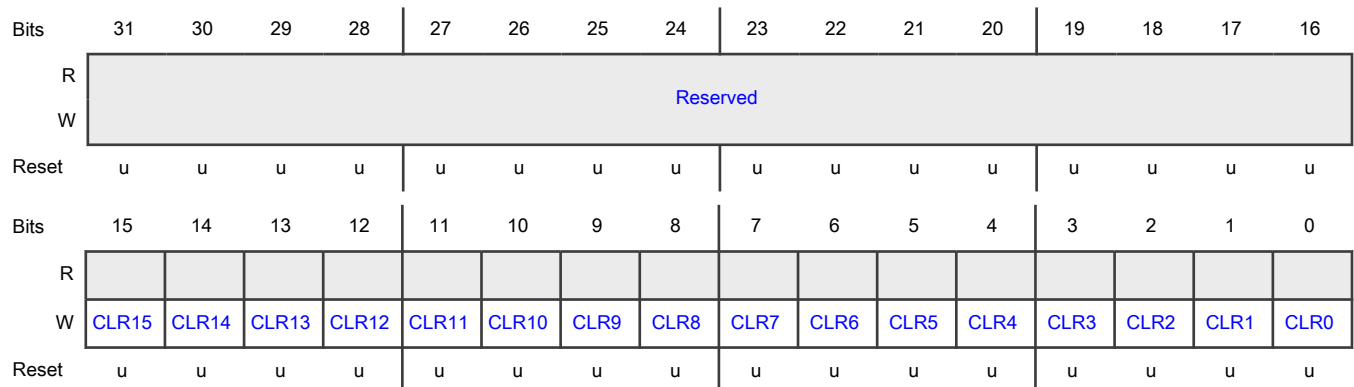 Bits 31 30 29 28 27 26 25 24 23 22 21 20 19 18 17 16
R
Reserved
W
Reset u u u u u u u u u u u u u u u u
Bits 15 14 13 12 11 10 9 8 7 6 5 4 3 2 1 0
R
W CLR15 CLR14 CLR13 CLR12 CLR11 CLR10 CLR9 CLR8 CLR7 CLR6 CLR5 CLR4 CLR3 CLR2 CLR1 CLR0
Reset u u u u u u u u u u u u u u u u